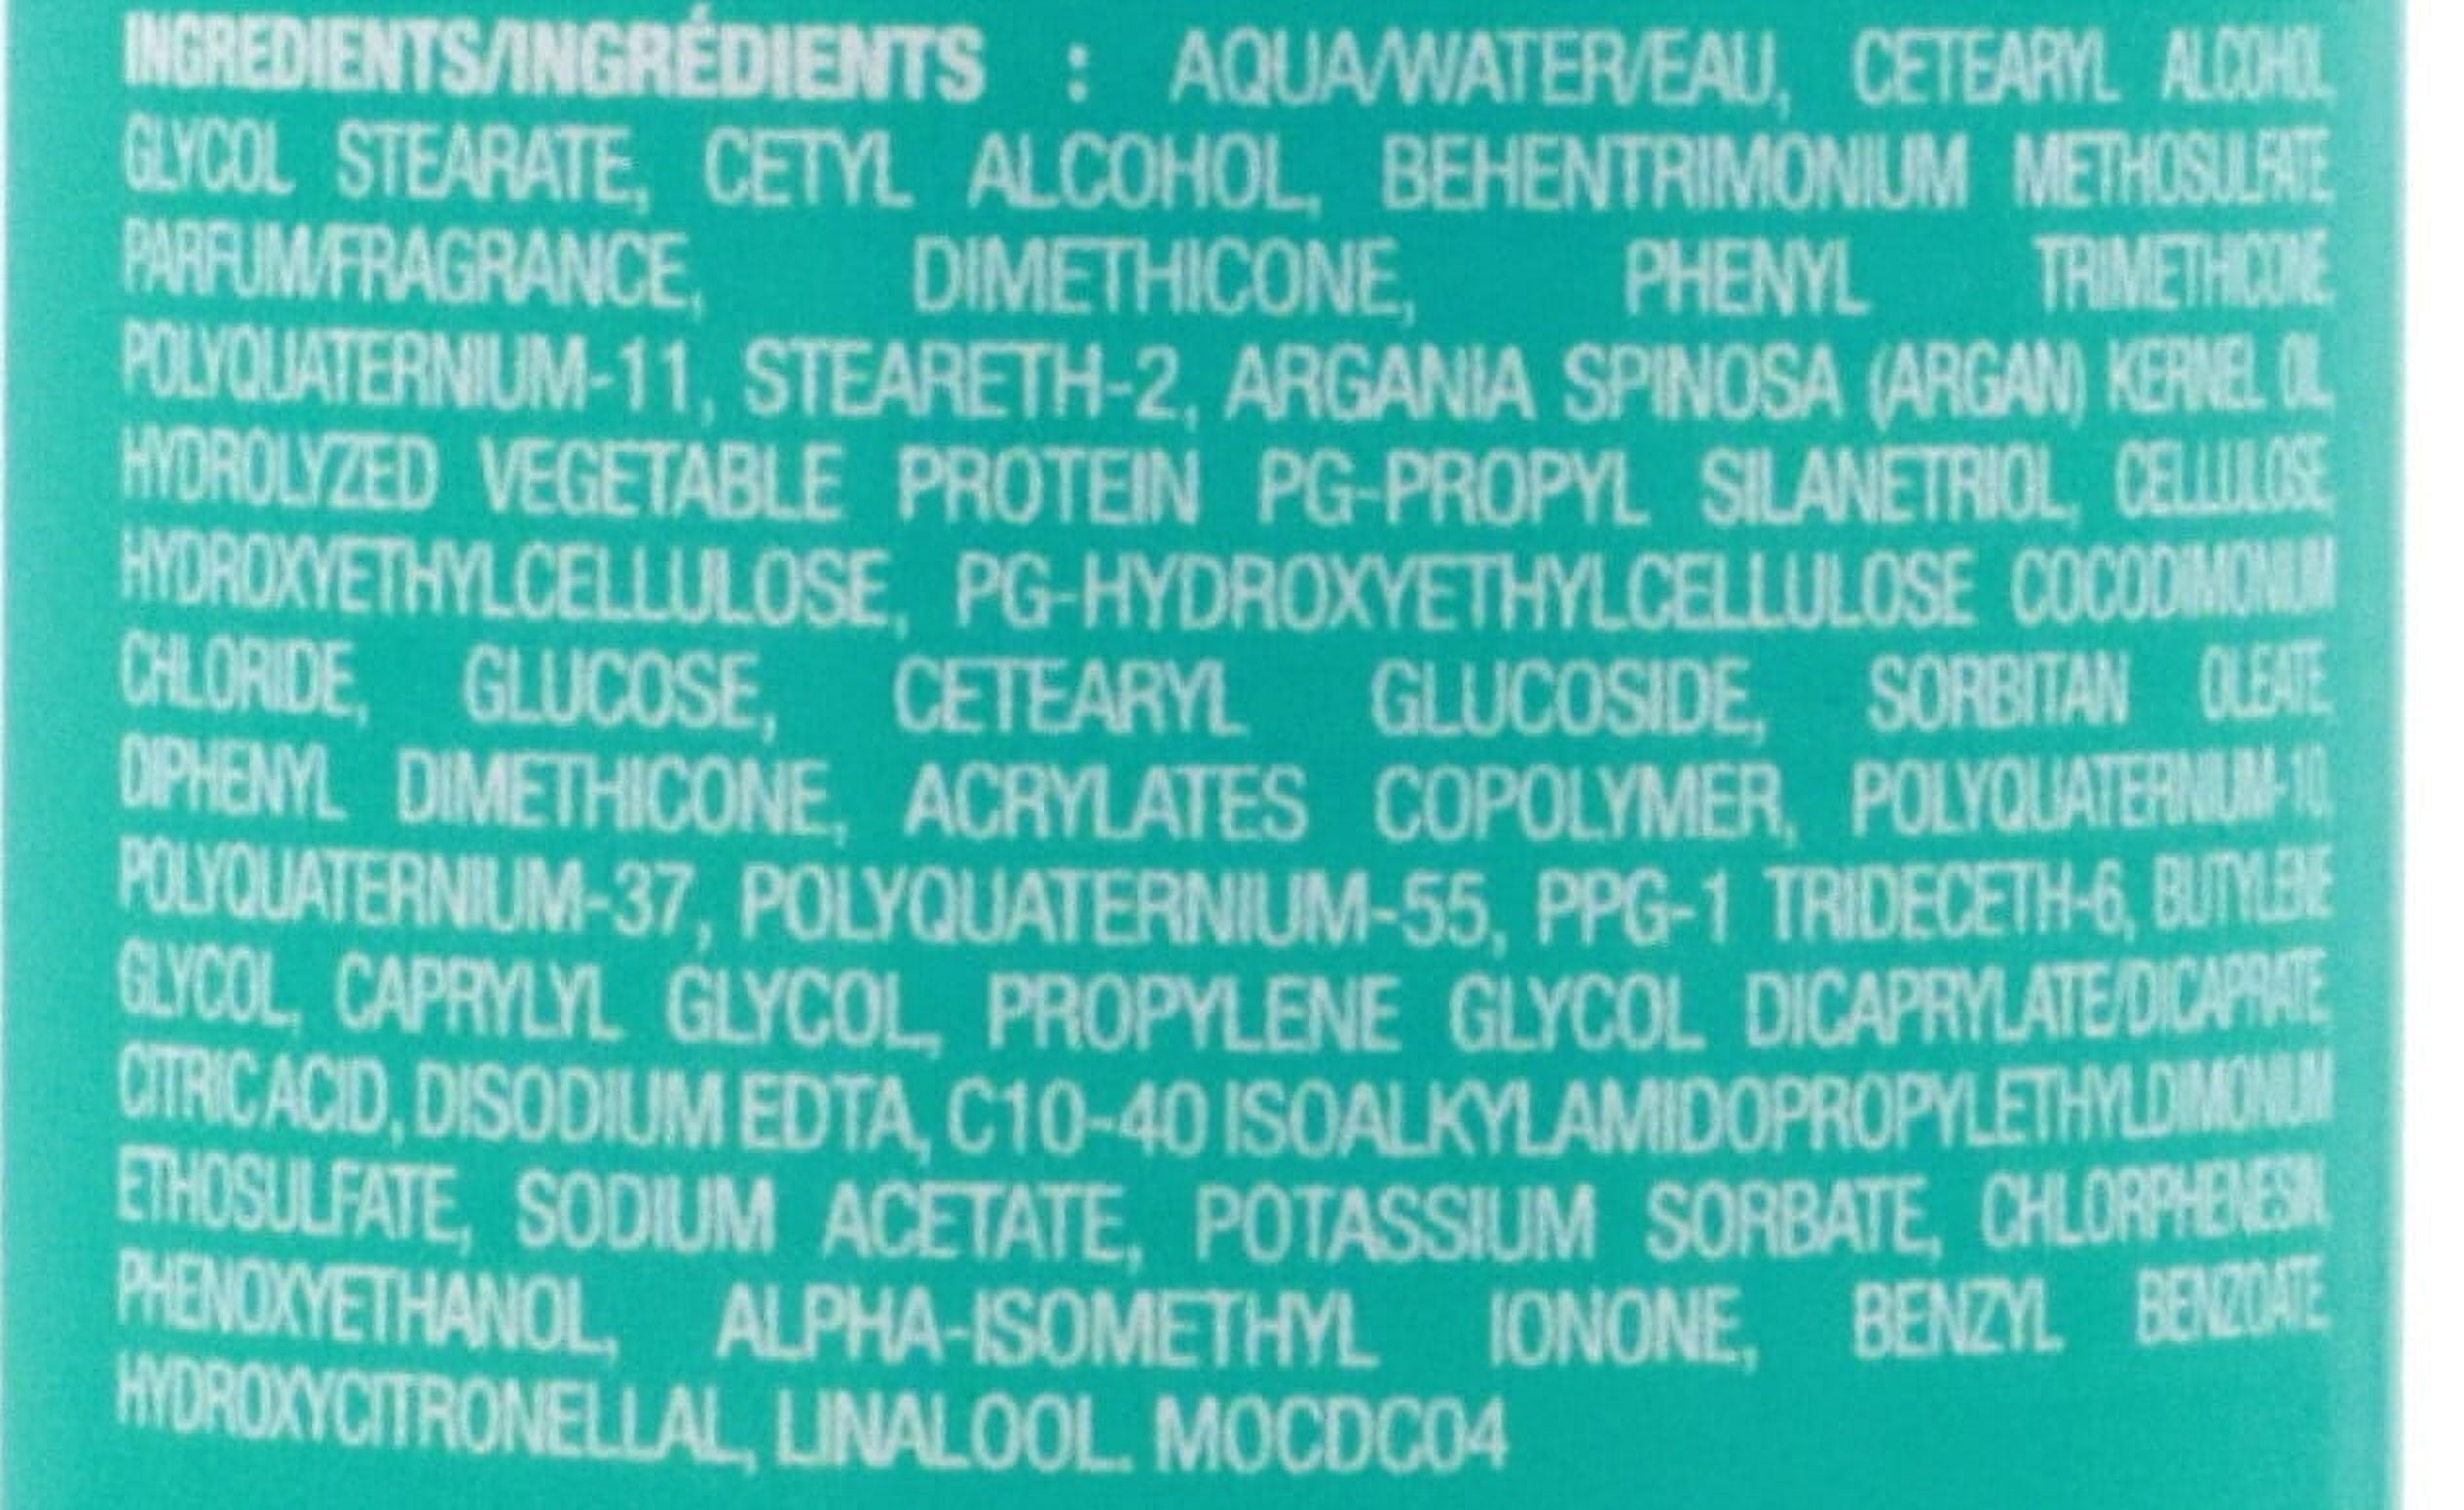 INGREDIENTS/INGRÉDIENTS : AQUA/WATER/EAU, CETEARYL ALCOHOL,
GLYCOL STEARATE, CETYL ALCOHOL, BEHENTRIMONIUM METHOSULFATE
PARFUM/FRAGRANCE, DIMETHICONE, PHENYL TRIMETHICONE
POLYQUATERNIUM-11, STEARETH-2, ARGANIA SPINOSA (ARGAN) KERNEL OIL,
HYDROLYZED VEGETABLE PROTEIN PG-PROPYL SILANETRIOL, CELLULOSE
HYDROXYETHYLCELLULOSE, PG-HYDROXYETHYLCELLULOSE COCODIMONIUM
CHLORIDE, GLUCOSE, CETEARYL GLUCOSIDE, SORBITAN OLEATE,
DIPHENYL DIMETHICONE, ACRYLATES COPOLYMER, POLYQUATERNIUM-10,
POLYQUATERNIUM-37, POLYQUATERNIUM-55, PPG-1 TRIDECETH-6, BUTYLENE
GLYCOL, CAPRYLYL GLYCOL, PROPYLENE GLYCOL DICAPRYLATE/DICAPRATE
CITRIC ACID, DISODIUM EDTA, C10-40 ISOALKYLAMIDOPROPYLETHYLDIMONIUM
ETHOSULFATE, SODIUM ACETATE, POTASSIUM SORBATE, CHLORPHENESIN,
PHENOXYETHANOL, ALPHA-ISOMETHYL IONONE, BENZYL BENZOATE,
HYDROXYCITRONELLAL, LINALOOL. MOCDC04